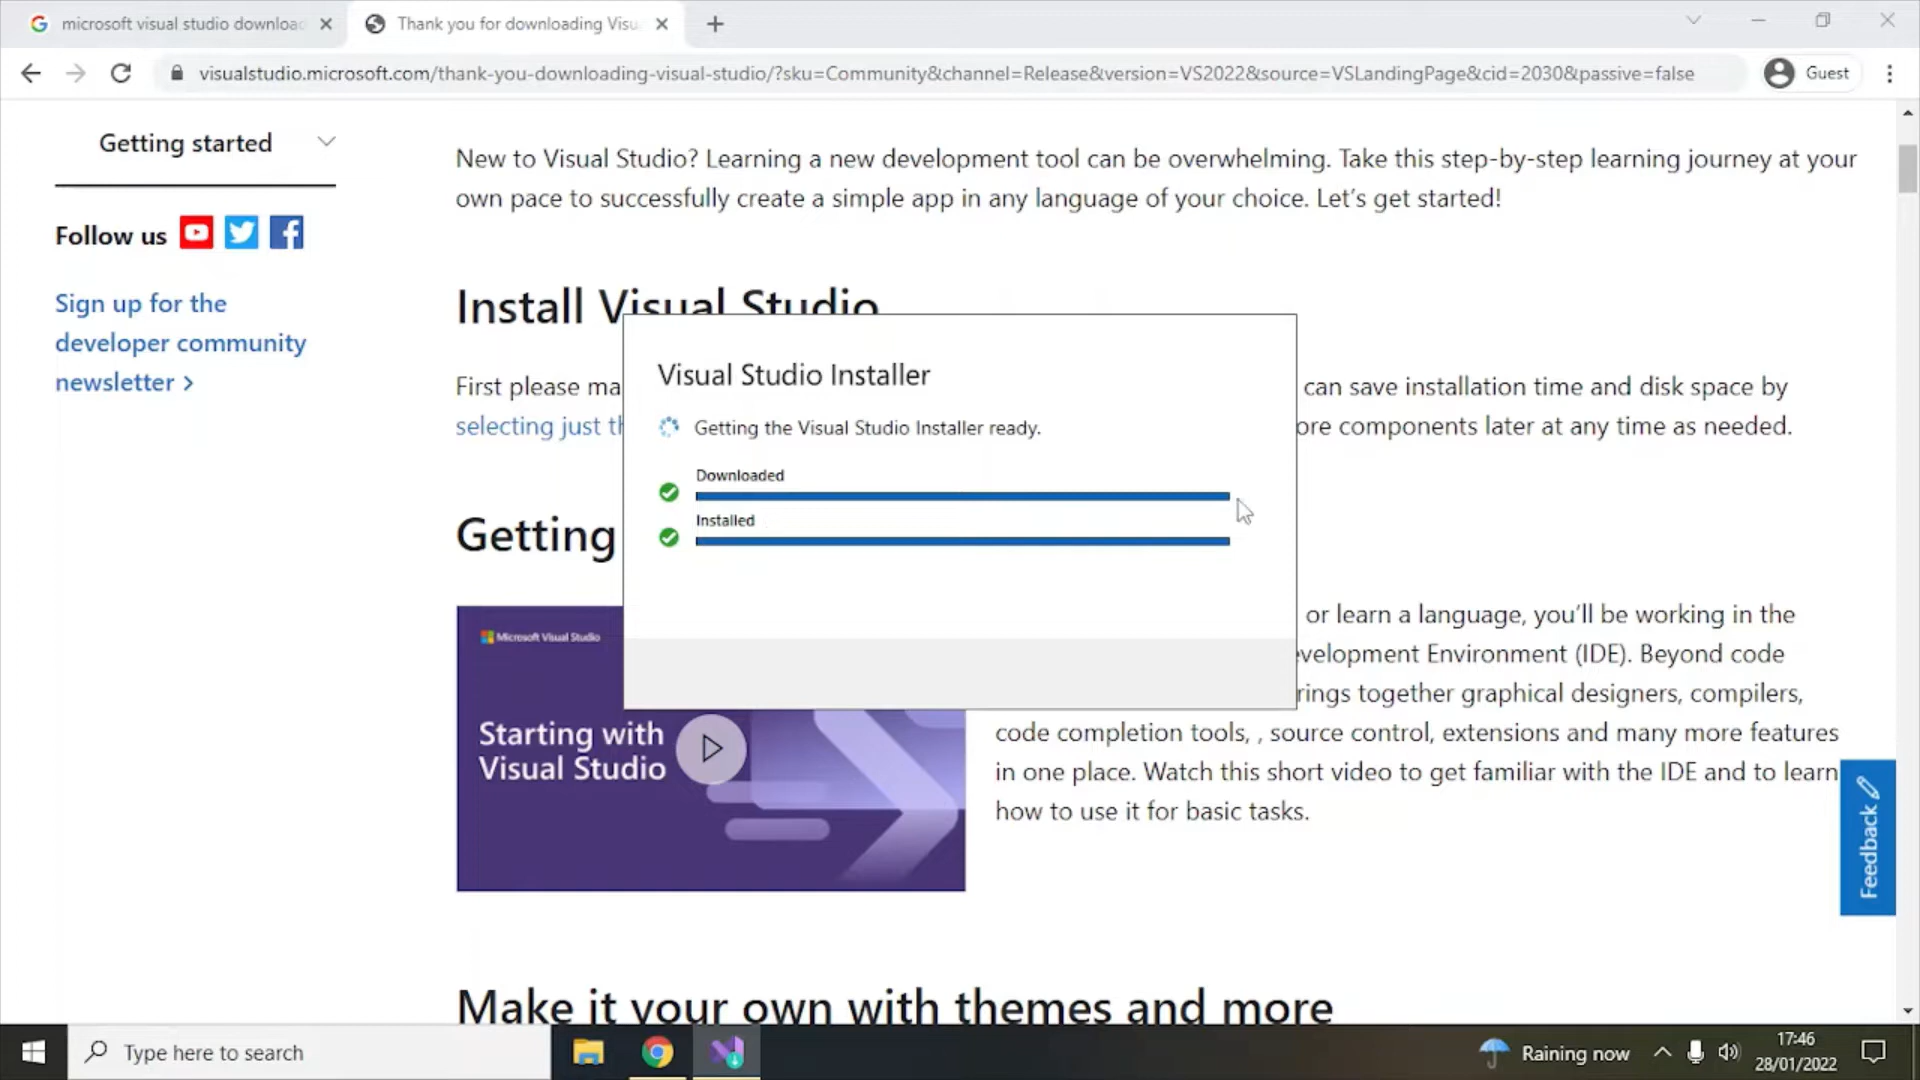 microsoft visual studio downloa
Thank you for downloading Visu
visualstudio.microsoft.com/thank-you-downloading-visual-studio/?sku=Community&channel=Release&version=VS2022&source=VSLandingPage&cid=2030&passive=false
Guest
Getting started
Follow us
Sign up for the
developer community
newsletter >
New to Visual Studio? Learning a new development tool can be overwhelming. Take this step-by-step learning journey at your
own pace to successfully create a simple app in any language of your choice. Let's get started!
Install Visual Studio
First please ma
can save installation time and disk space by
selecting just th
ore components later at any time as needed.
Visual Studio Installer
Getting the Visual Studio Installer ready.
Downloaded
Installed
Getting
Microsoft Visual Studio
Starting with
Visual Studio
or learn a language, you'll be working in the
evelopment Environment (IDE). Beyond code
rings together graphical designers, compilers,
code completion tools, , source control, extensions and many more features
in one place. Watch this short video to get familiar with the IDE and to learn
how to use it for basic tasks.
Feedback
Make it your own with themes and more
Type here to search
Raining now
17:46
28/01/2022